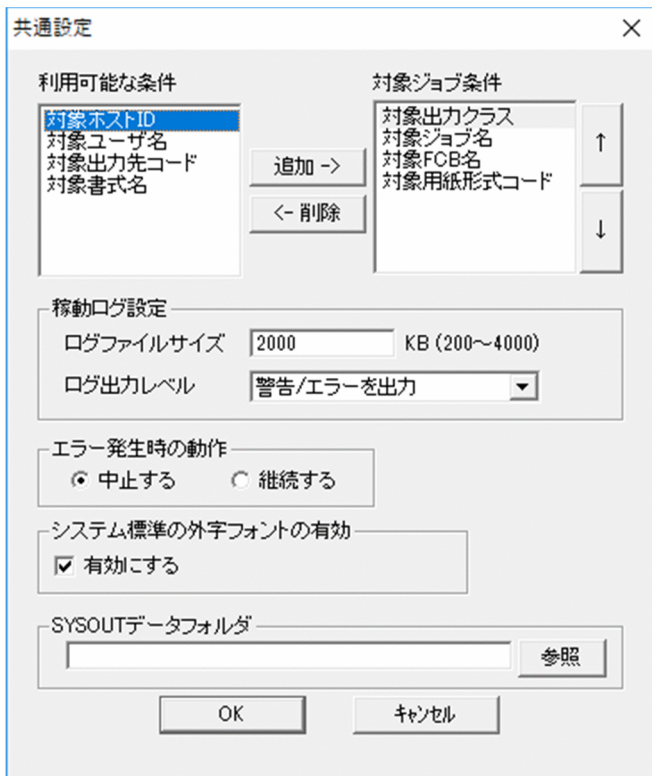 共通設定
利用可能な条件
対象ホストID
対象ユーザ名
対象出力先コード
対象書式名
追加 ->
<- 削除
対象ジョブ条件
対象出力クラス
対象ジョブ名
対象FCB名
対象用紙形式コード
↑
↓
稼動ログ設定
ログファイルサイズ 2000 KB (200～4000)
ログ出力レベル 警告/エラーを出力
エラー発生時の動作
中止する 継続する
システム標準の外字フォントの有効
有効にする
SYSOUTデータフォルダ
参照
OK キャンセル